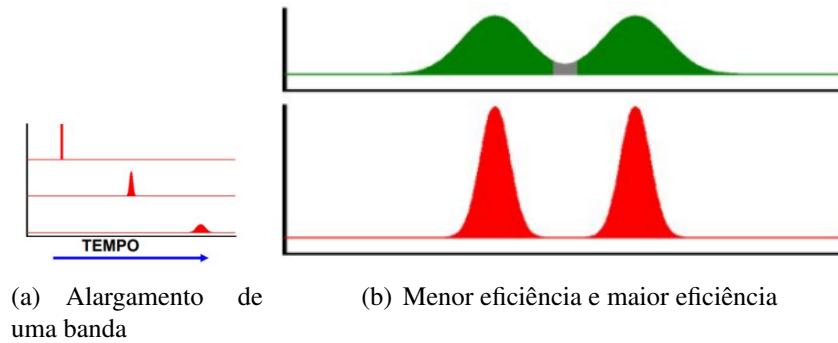 TEMPO
(a) Alargamento de
uma banda
(b) Menor eficiência e maior eficiência